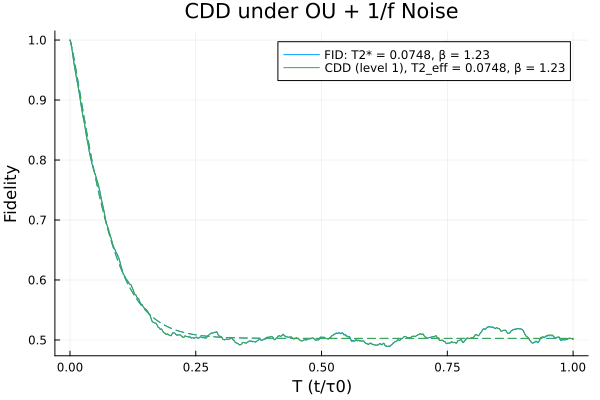 CDD under OU + 1/f Noise
FID: T2* = 0.0748, β = 1.23
CDD (level 1), T2_eff = 0.0748, β = 1.23
Fidelity
1.0
0.9
0.8
0.7
0.6
0.5
0.00 0.25 0.50 0.75 1.00
T (t/τ0)